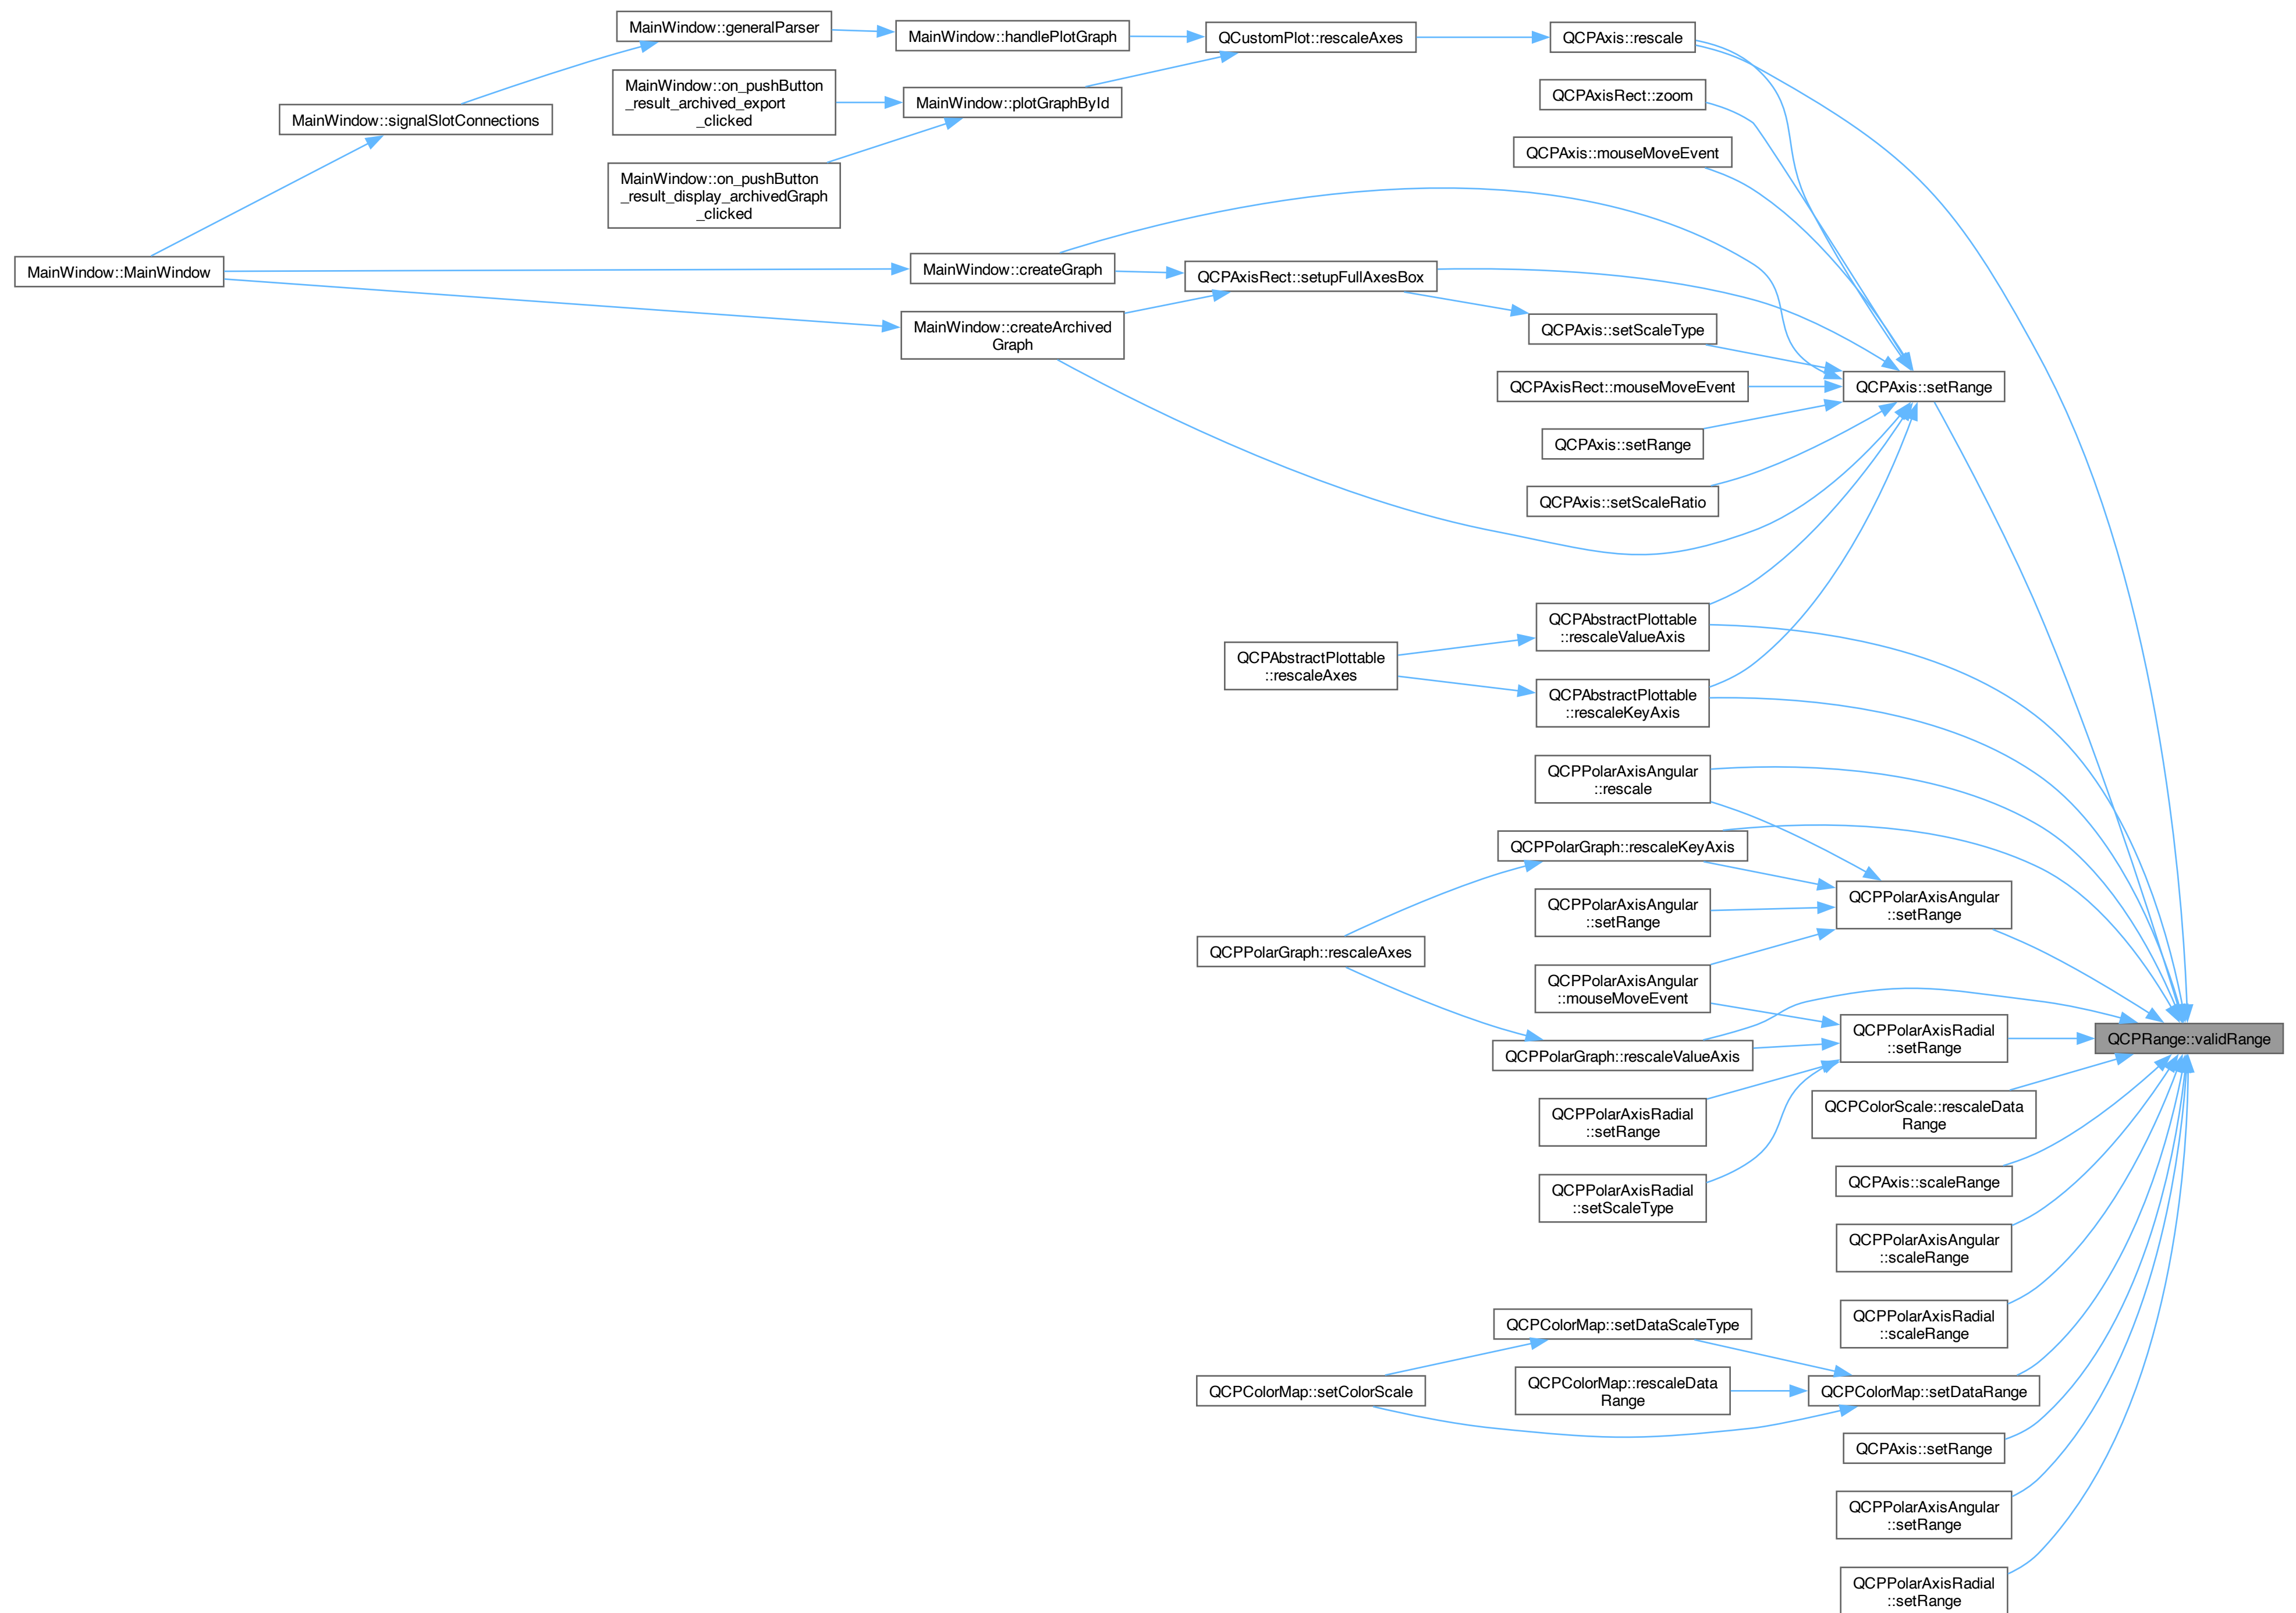 MainWindow::generalParser
MainWindow::handlePlotGraph
QCustomPlot::rescaleAxes
QCPAxis::rescale
MainWindow::on_pushButton
_result_archived_export
_clicked
MainWindow::plotGraphById
QCPAxisRect::zoom
MainWindow::signalSlotConnections
QCPAxis::mouseMoveEvent
MainWindow::on_pushButton
_result_display_archivedGraph
_clicked
MainWindow::MainWindow
MainWindow::createGraph
QCPAxisRect::setupFullAxesBox
MainWindow::createArchived
Graph
QCPAxis::setScaleType
QCPAxisRect::mouseMoveEvent
QCPAxis::setRange
QCPAxis::setRange
QCPAxis::setScaleRatio
QCPAbstractPlottable
::rescaleValueAxis
QCPAbstractPlottable
::rescaleAxes
QCPAbstractPlottable
::rescaleKeyAxis
QCPPolarAxisAngular
::rescale
QCPPolarGraph::rescaleKeyAxis
QCPPolarAxisAngular
::setRange
QCPPolarAxisAngular
::setRange
QCPPolarGraph::rescaleAxes
QCPPolarAxisAngular
::mouseMoveEvent
QCPPolarAxisRadial
::setRange
QCPRange::validRange
QCPPolarGraph::rescaleValueAxis
QCPColorScale::rescaleData
Range
QCPPolarAxisRadial
::setRange
QCPAxis::scaleRange
QCPPolarAxisRadial
::setScaleType
QCPPolarAxisAngular
::scaleRange
QCPPolarAxisRadial
::scaleRange
QCPColorMap::setDataScaleType
QCPColorMap::setColorScale
QCPColorMap::rescaleData
Range
QCPColorMap::setDataRange
QCPAxis::setRange
QCPPolarAxisAngular
::setRange
QCPPolarAxisRadial
::setRange